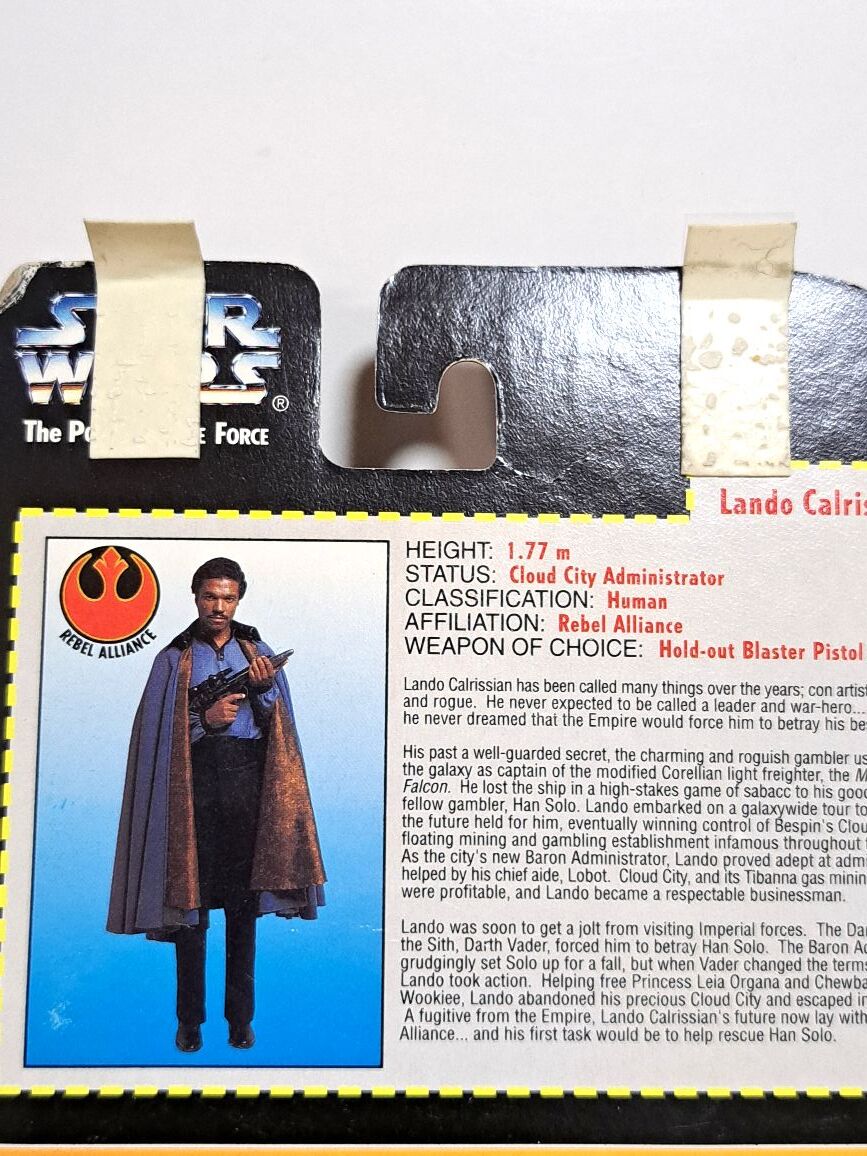 STAR
WARS ®
The E FORCE
Lando
REBEL ALLIANCE
HEIGHT: 1.77 m
STATUS: Cloud City Administrator
CLASSIFICATION: Human
AFFILIATION: Rebel Alliance
WEAPON OF CHOICE: Hold-out Blaster Pistol
Lando Calrissian has been called many things over the years; con
and rogue. He never expected to be called a leader and war-hero...
he never dreamed that the Empire would force him to betray his
His past a well-guarded secret, the charming and roguish gambler
the galaxy as captain of the modified Corellian light freighter, the
Falcon. He lost the ship in a high-stakes game of sabacc to his
fellow gambler, Han Solo. Lando embarked on a galaxywide tour
the future held for him, eventually winning control of Bespin's
floating mining and gambling establishment infamous throughout
As the city's new Baron Administrator, Lando proved adept at
helped by his chief aide, Lobot. Cloud City, and its Tibanna gas
were profitable, and Lando became a respectable businessman.
Lando was soon to get a jolt from visiting Imperial forces. The
the Sith, Darth Vader, forced him to betray Han Solo. The Baron
grudgingly set Solo up for a fall, but when Vader changed the
Lando took action. Helping free Princess Leia Organa and
Wookiee, Lando abandoned his precious Cloud City and escaped
A fugitive from the Empire, Lando Calrissian's future now lay
Alliance... and his first task would be to help rescue Han Solo.